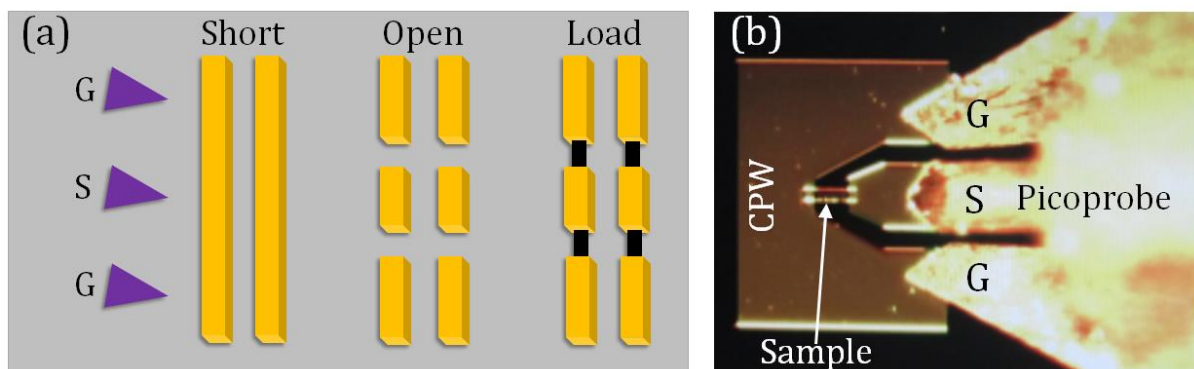 (a)
Short Open Load
G
S
G
(b)
G
CPW
S Picoprobe
G
Sample